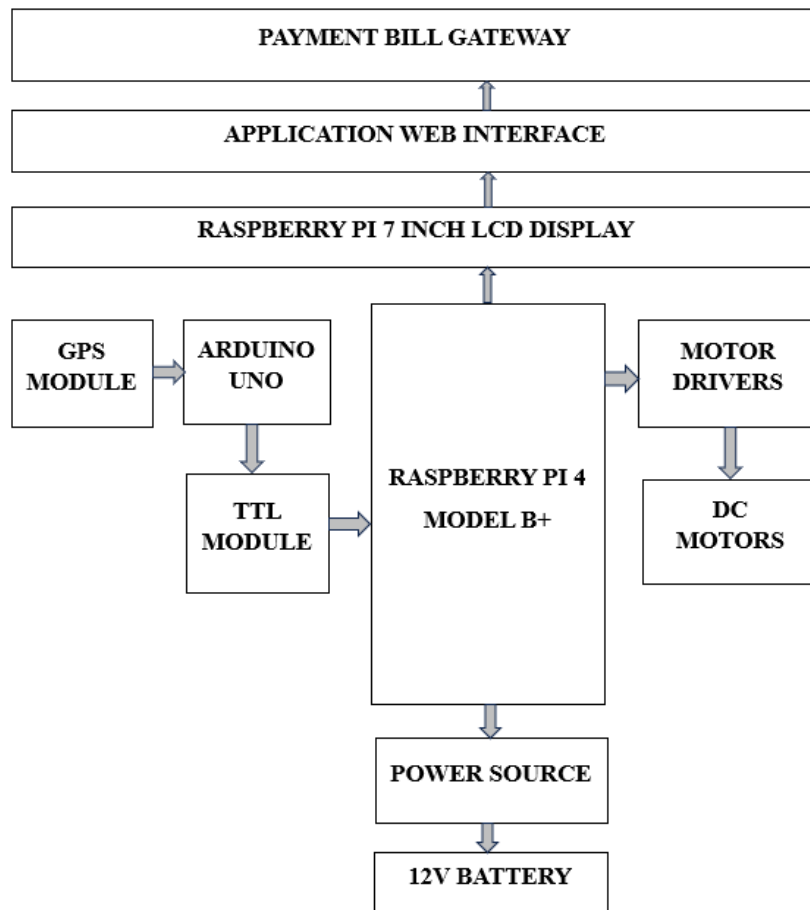 PAYMENT BILL GATEWAY
APPLICATION WEB INTERFACE
RASPBERRY PI 7 INCH LCD DISPLAY
GPS
MODULE
ARDUINO
UNO
TTL
MODULE
RASPBERRY PI 4
MODEL B+
MOTOR
DRIVERS
DC
MOTORS
POWER SOURCE
12V BATTERY